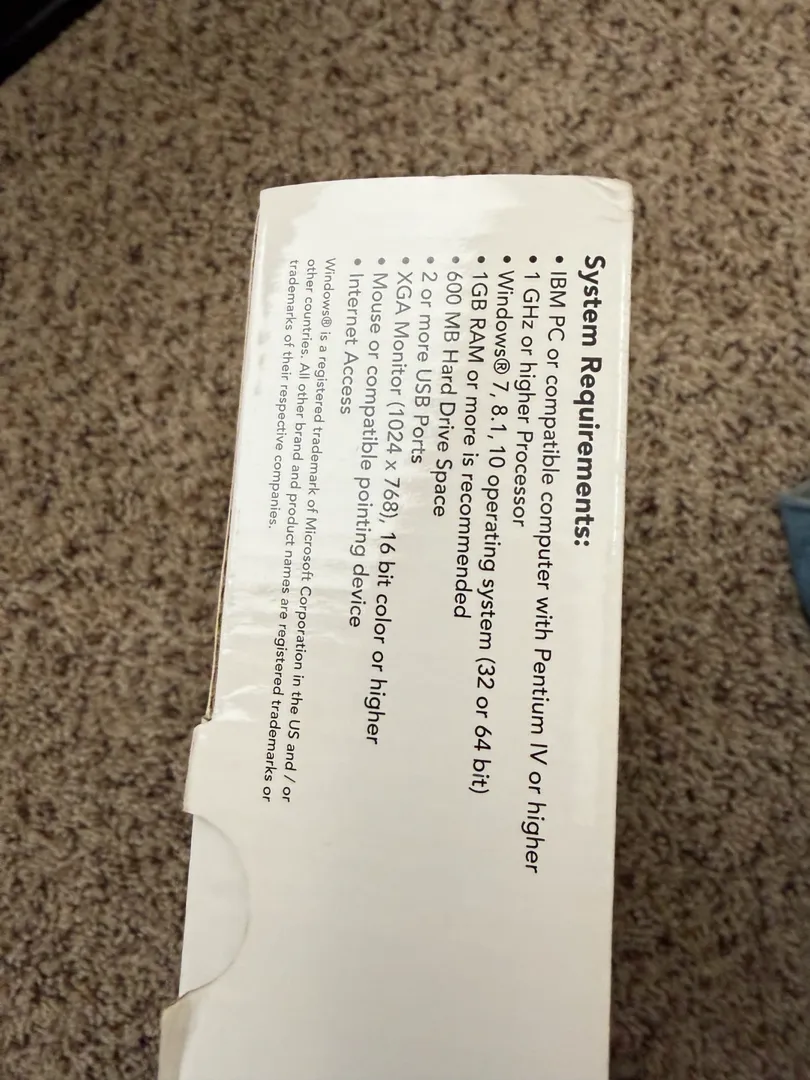 System Requirements:
• IBM PC or compatible computer with Pentium IV or higher
• 1 GHz or higher Processor
• Windows® 7, 8.1, 10 operating system (32 or 64 bit)
• 1GB RAM or more is recommended
• 600 MB Hard Drive Space
• 2 or more USB Ports
• XGA Monitor (1024 x 768), 16 bit color or higher
• Mouse or compatible pointing device
• Internet Access
Windows® is a registered trademark of Microsoft Corporation in the US and / or
other countries. All other brand and product names are registered trademarks or
trademarks of their respective companies.